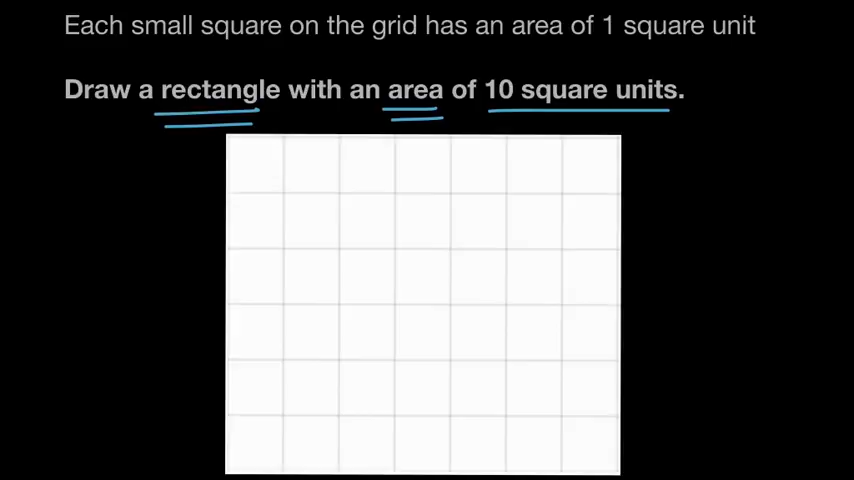 Each small square on the grid has an area of 1 square unit
Draw a rectangle with an area of 10 square units.